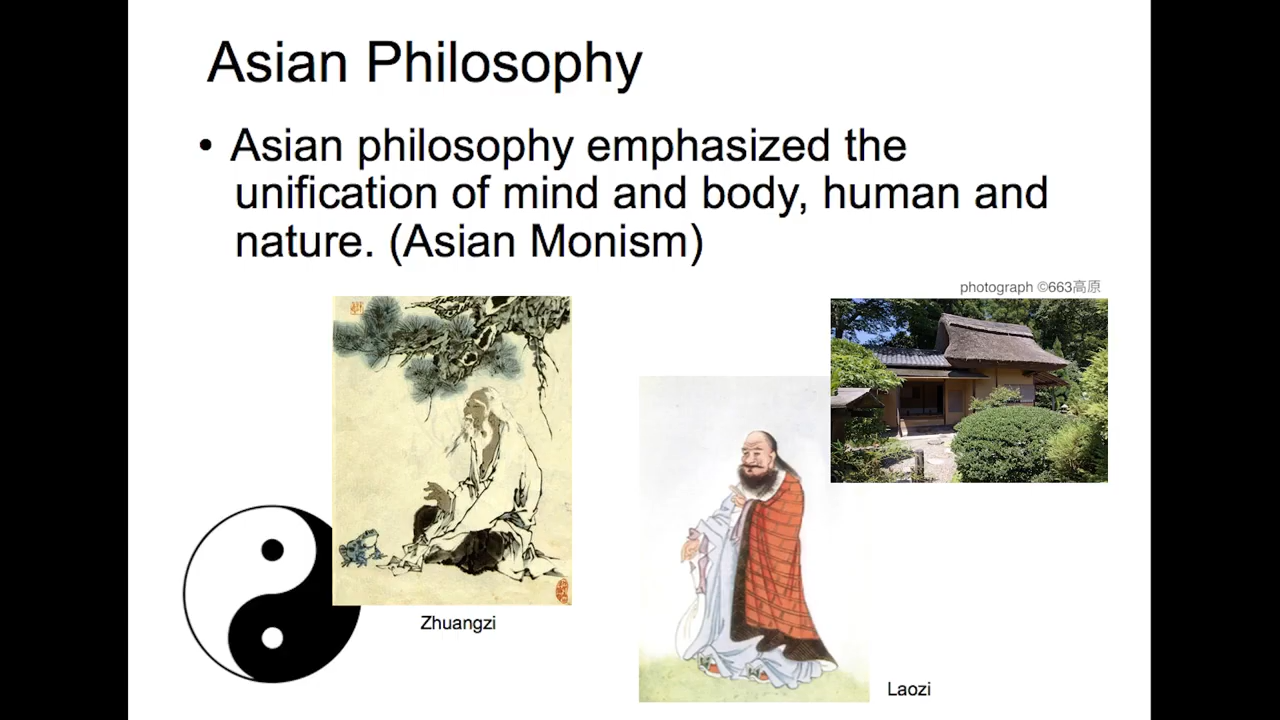 Asian Philosophy
• Asian philosophy emphasized the
unification of mind and body, human and
nature. (Asian Monism)
photograph ©663高原
Zhuangzi
Laozi